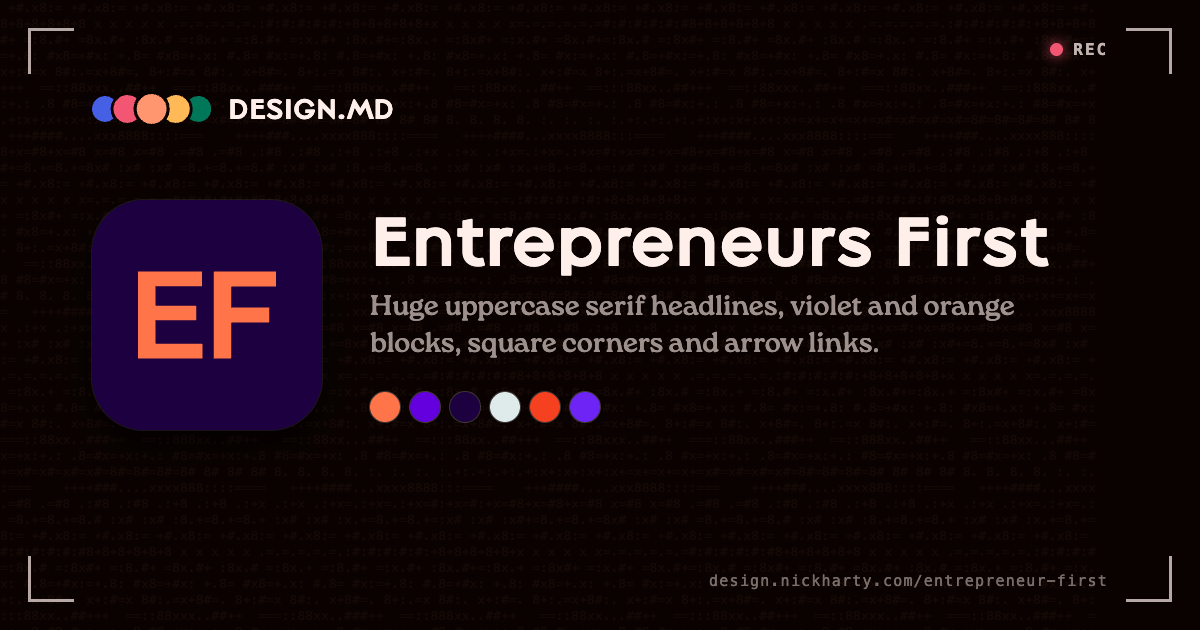 REC
DESIGN.MD
EF
Entrepreneurs First
Huge uppercase serif headlines, violet and orange
blocks, square corners and arrow links.
design.nickharty.com/entrepreneur-first